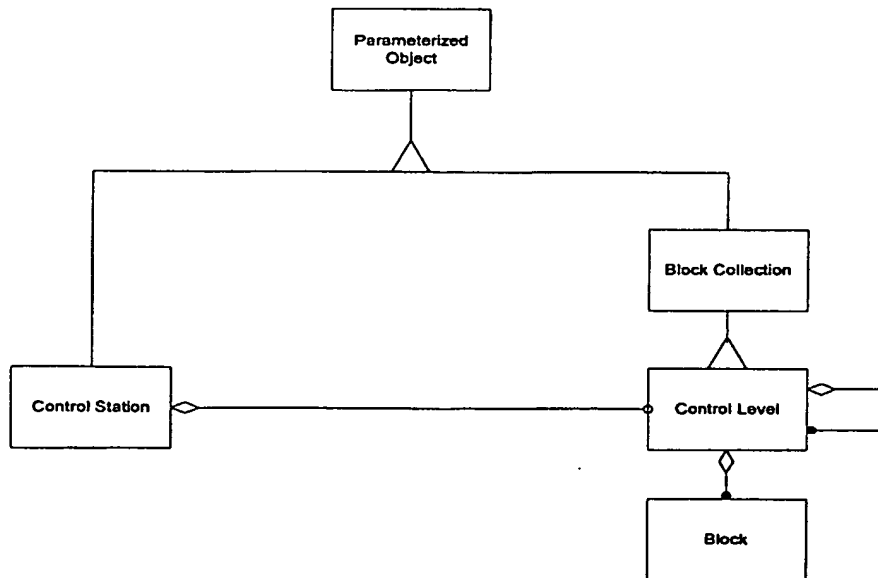 Parameterized
Object
Block Collection
Control Station
Control Level
Block